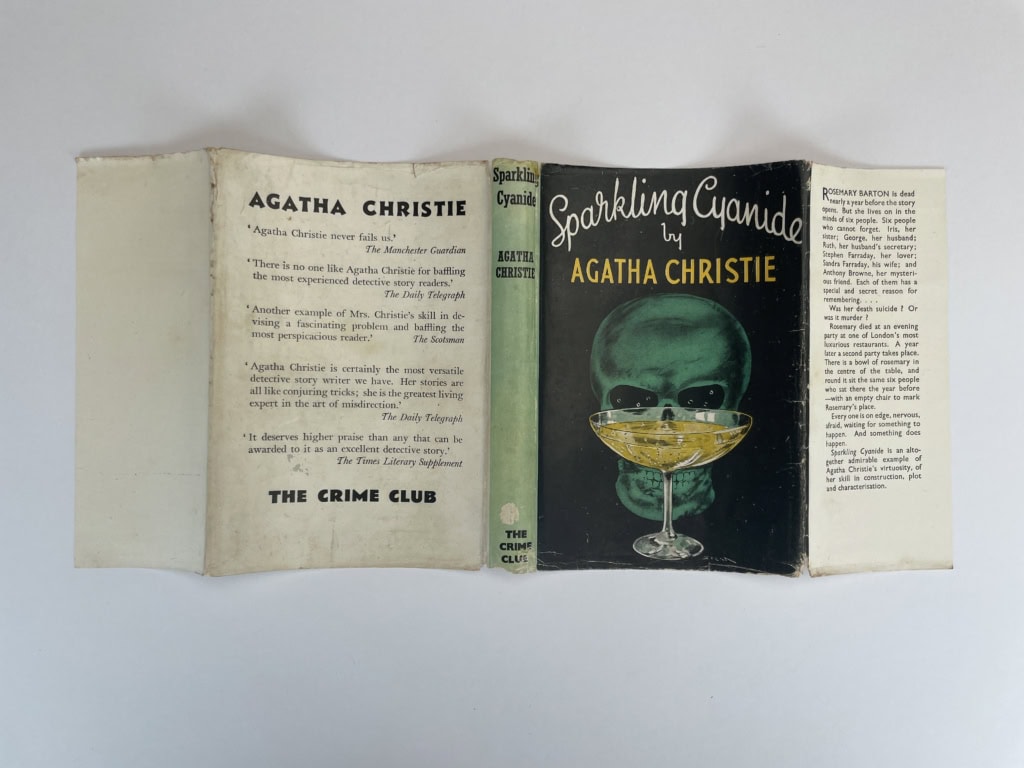 AGATHA CHRISTIE
‘Agatha Christie never fails us.’
The Manchester Guardian
‘There is no one like Agatha Christie for baffling
the most experienced detective story readers.’
The Daily Telegraph
‘Another example of Mrs. Christie’s skill in de-
vising a fascinating problem and baffling the
most perspicacious reader.’ The Scotsman
‘Agatha Christie is certainly the most versatile
detective story writer we have. Her stories are
all like conjuring tricks; she is the greatest living
expert in the art of misdirection.’
The Daily Telegraph
‘It deserves higher praise than any that can be
awarded to it as an excellent detective story.’
The Times Literary Supplement
THE CRIME CLUB
Sparkling
Cyanide
AGATHA
CHRISTIE
THE
CRIME
CLUB
Sparkling Cyanide
by
AGATHA CHRISTIE
ROSEMARY BARTON is dead
nearly a year before the story
opens. But she lives on in the
minds of six people. Six people
who cannot forget. Iris, her
sister; George, her husband;
Ruth, her husband’s secretary;
Stephen Farraday, her lover;
Sandra Farraday, his wife; and
Anthony Browne, her mysteri-
ous friend. Each of them has a
special and secret reason for
remembering. . . .
Was her death suicide? Or
was it murder?
Rosemary died at an evening
party at one of London’s most
luxurious restaurants. A year
later a second party takes place.
There is a bowl of rosemary in
the centre of the table, and
round it sit the same six people
who sat there the year before
—with an empty chair to mark
Rosemary’s place.
Every one is on edge, nervous,
afraid, waiting for something to
happen. And something does
happen.
Sparkling Cyanide is an alto-
gether admirable example of
Agatha Christie’s virtuosity, of
her skill in construction, plot
and characterisation.